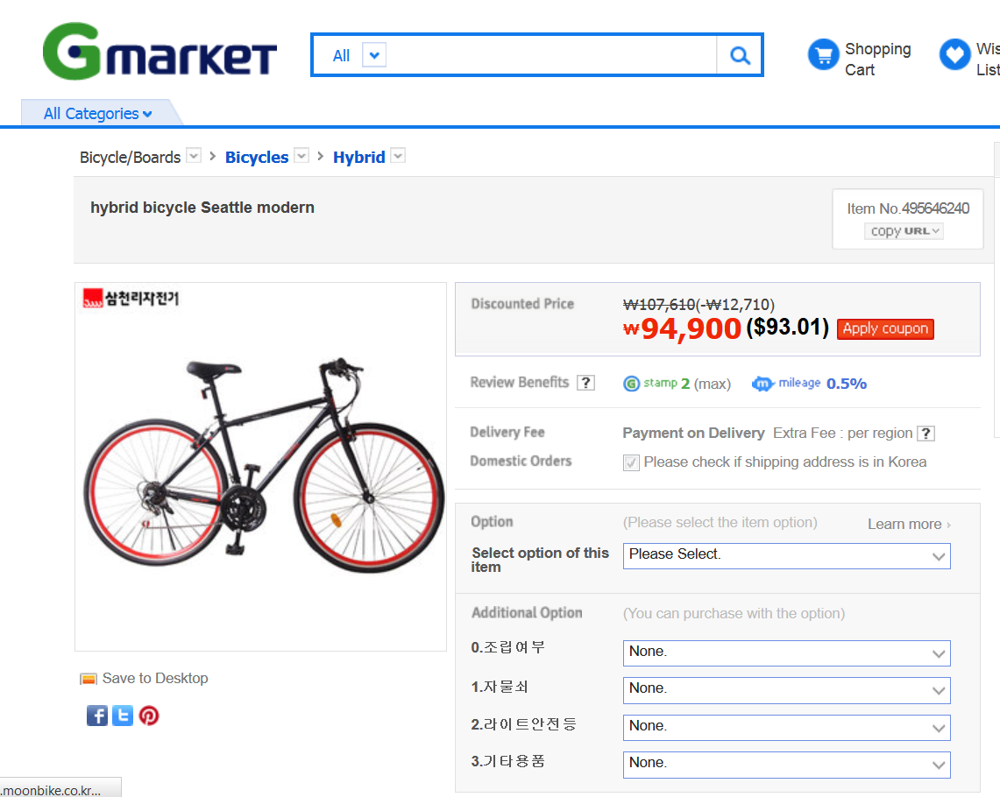 Gmarket
All
Shopping
Cart
Wis
List
All Categories
Bicycle/Boards > Bicycles > Hybrid
hybrid bicycle Seattle modern
Item No.495646240
copy URL
삼천리자전거
Discounted Price
₩107,610(-₩12,710)
₩94,900 ($93.01) Apply coupon
Review Benefits ? G stamp 2 (max) m mileage 0.5%
Delivery Fee Payment on Delivery Extra Fee : per region ?
Domestic Orders Please check if shipping address is in Korea
Option (Please select the item option) Learn more ›
Select option of this
item
Please Select.
Additional Option (You can purchase with the option)
0.조립여부 None.
1.자물쇠 None.
2.라이트안전등 None.
3.기타용품 None.
Save to Desktop
.moonbike.co.kr...